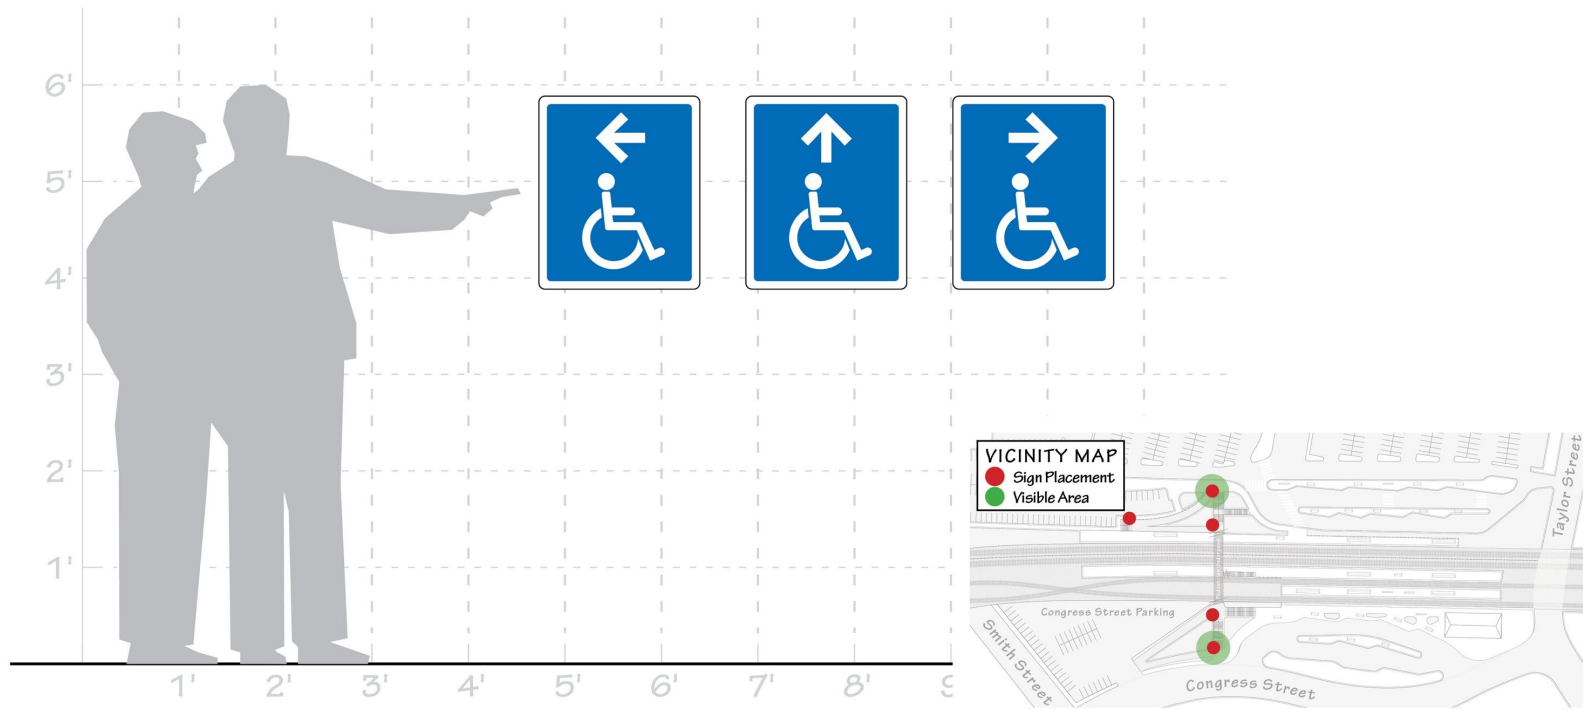 6'
5'
4'
3'
2'
1'
1' 2' 3' 4' 5' 6' 7' 8' 9
VICINITY MAP
Sign Placement
Visible Area
Taylor Street
Congress Street Parking
Smith Street
Congress Street